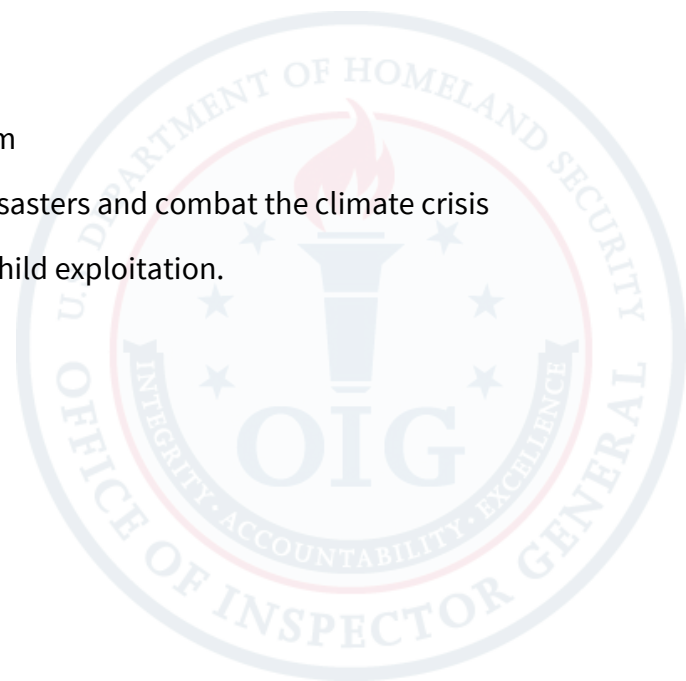 m
sasters and combat the climate crisis
hild exploitation.
U.S. DEPARTMENT OF HOMELAND SECURITY
OIG
INTEGRITY · ACCOUNTABILITY · EXCELLENCE
OFFICE OF INSPECTOR GENERAL